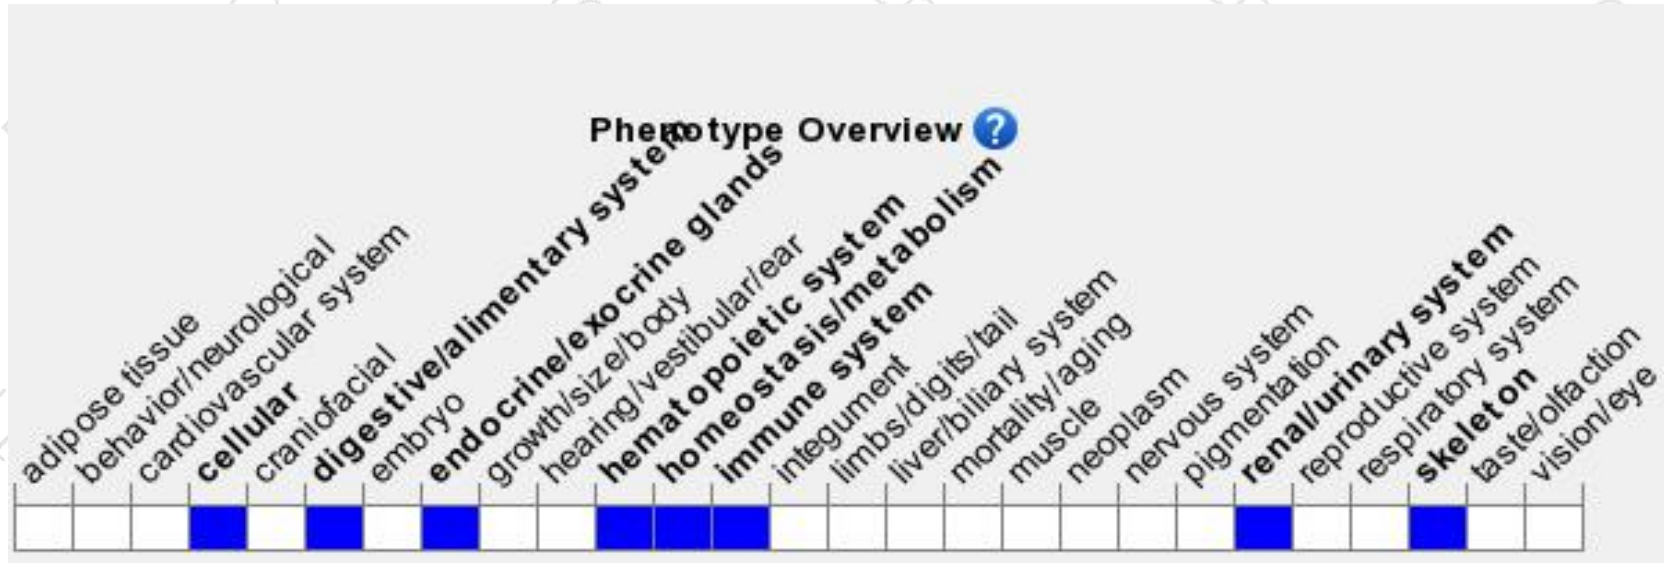 Phenotype Overview ?
adipose tissue
behavior/neurological
cardiovascular system
cellular
craniofacial
digestive/alimentary system
embryo
endocrine/exocrine glands
growth/size/body
hearing/vestibular/ear
hematopoietic system
homeostasis/metabolism
immune system
integument
limbs/digits/tail
liver/biliary system
mortality/aging
muscle
neoplasm
nervous system
pigmentation
renal/urinary system
reproductive system
respiratory system
skeleton
taste/olfaction
vision/eye